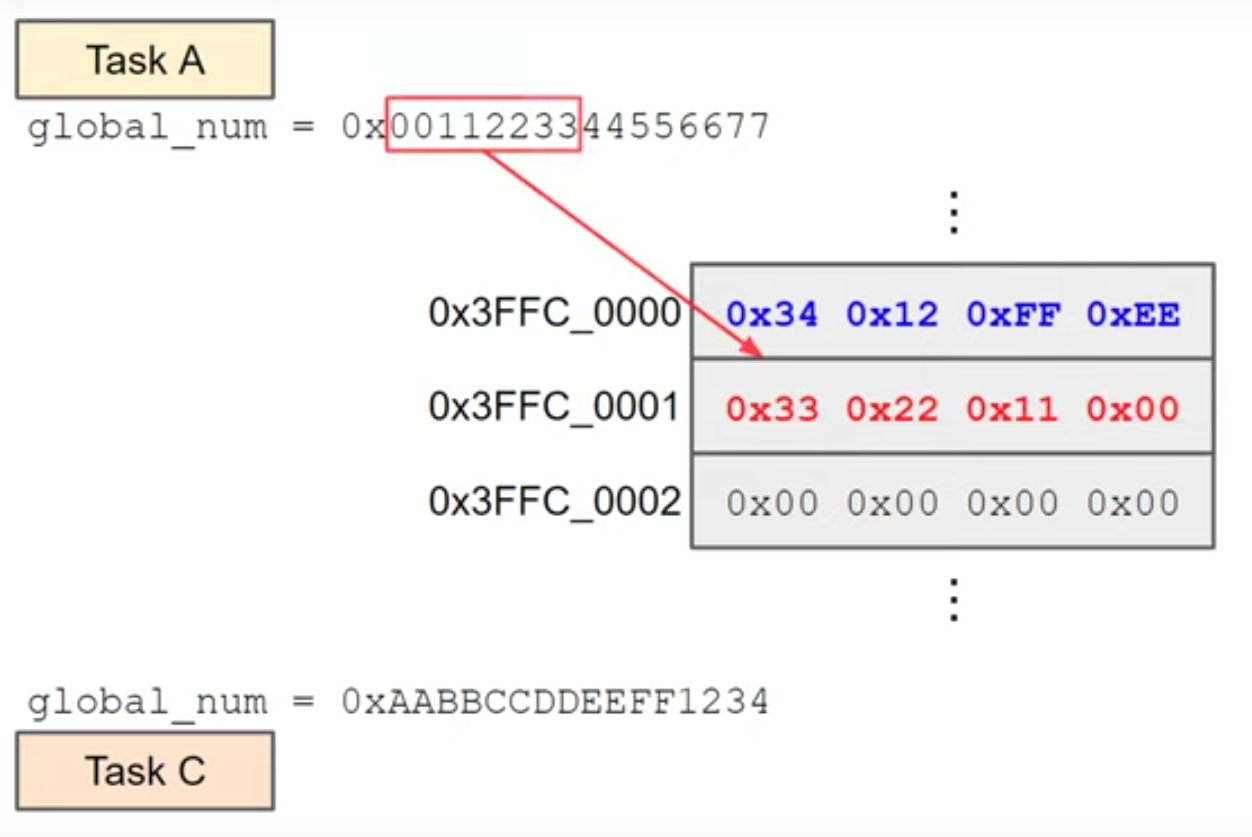 Task A
global_num = 0x0011223344556677
0x3FFC_0000 0x34 0x12 0xFF 0xEE
0x3FFC_0001 0x33 0x22 0x11 0x00
0x3FFC_0002 0x00 0x00 0x00 0x00
global_num = 0xAABBCCDDEEFF1234
Task C